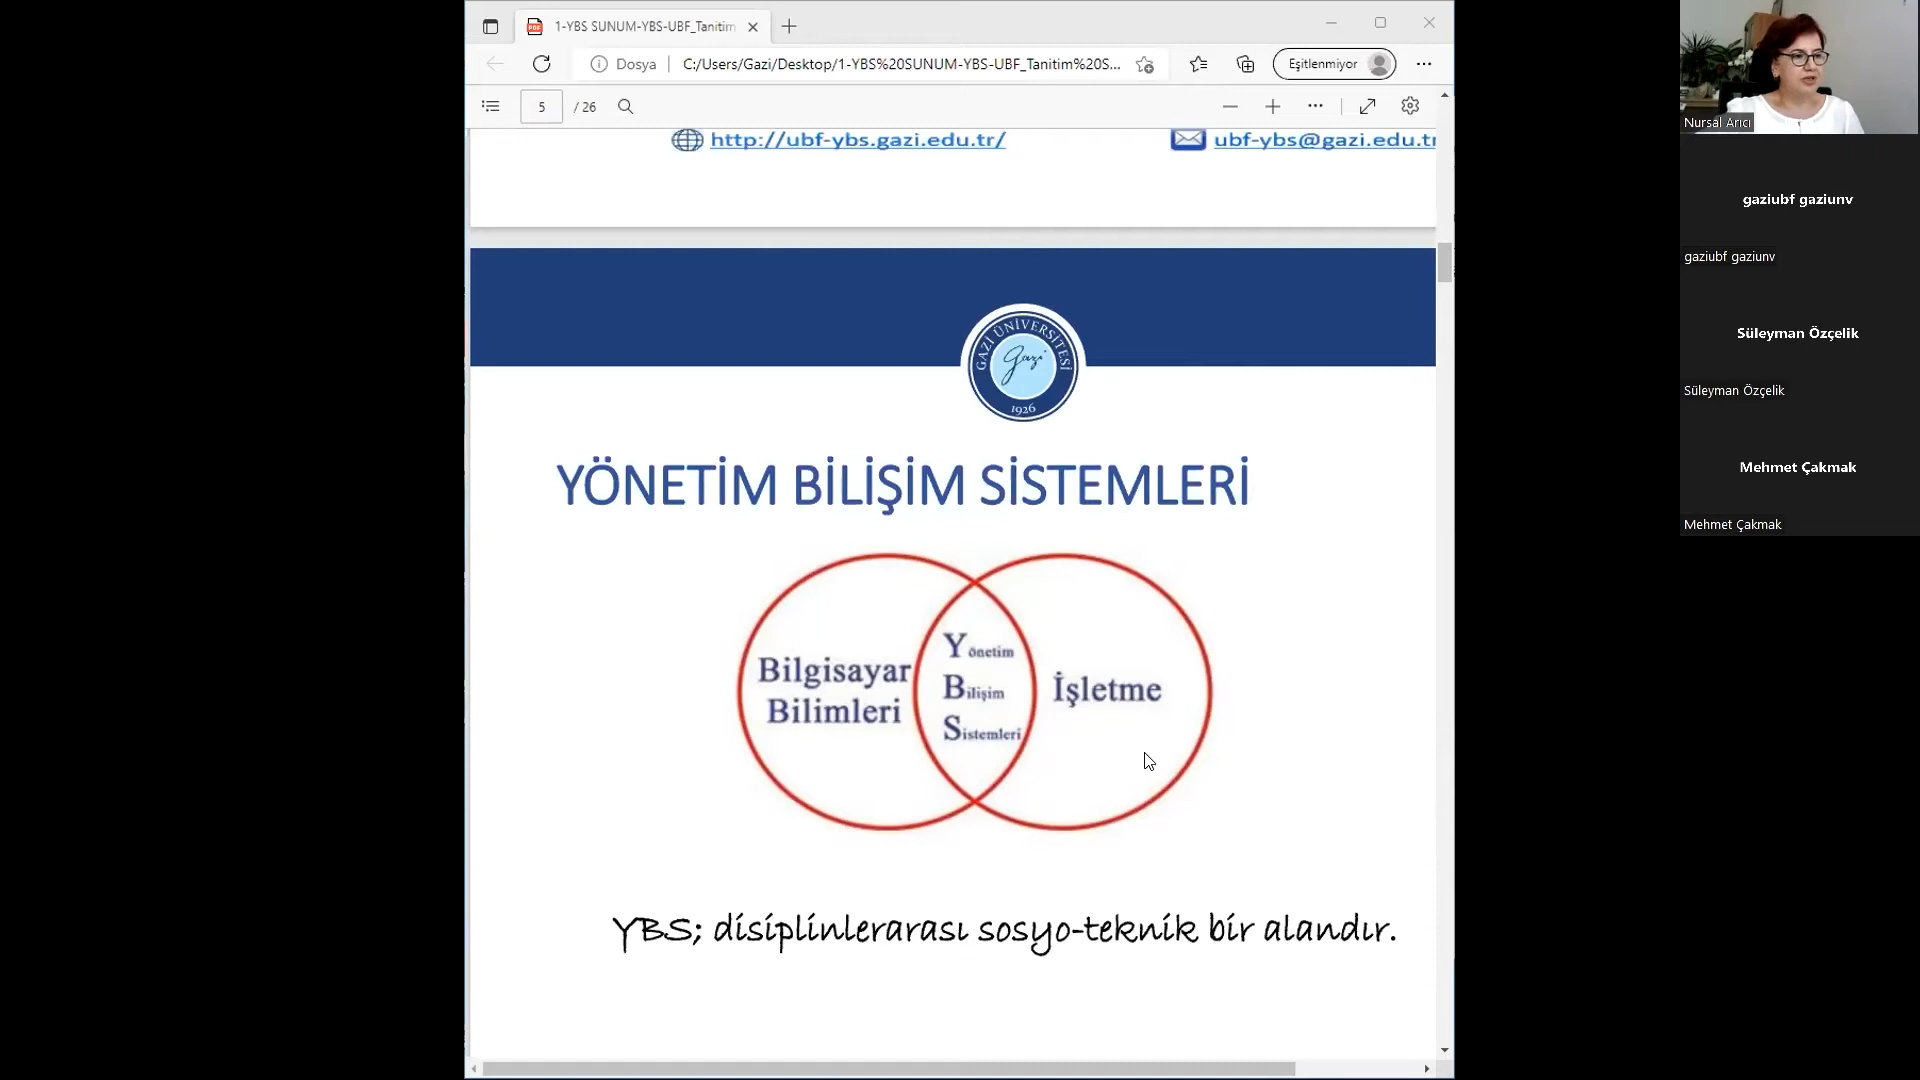 1-YBS SUNUM-YBS-UBF_Tanitim
Dosya
C:/Users/Gazi/Desktop/1-YBS%20SUNUM-YBS-UBF_Tanitim%20S...
Eşitlenmiyor
5 / 26
http://ubf-ybs.gazi.edu.tr/
ubf-ybs@gazi.edu.tr
GAZİ ÜNİVERSİTESİ
gazi
1926
YÖNETİM BİLİŞİM SİSTEMLERİ
Bilgisayar
Bilimleri
Yönetim
Bilişim
Sistemleri
İşletme
YBS; disiplinlerarası sosyo-teknik bir alandır.
Nursal Arıcı
gaziubf gaziunv
gaziubf gaziunv
Süleyman Özçelik
Süleyman Özçelik
Mehmet Çakmak
Mehmet Çakmak